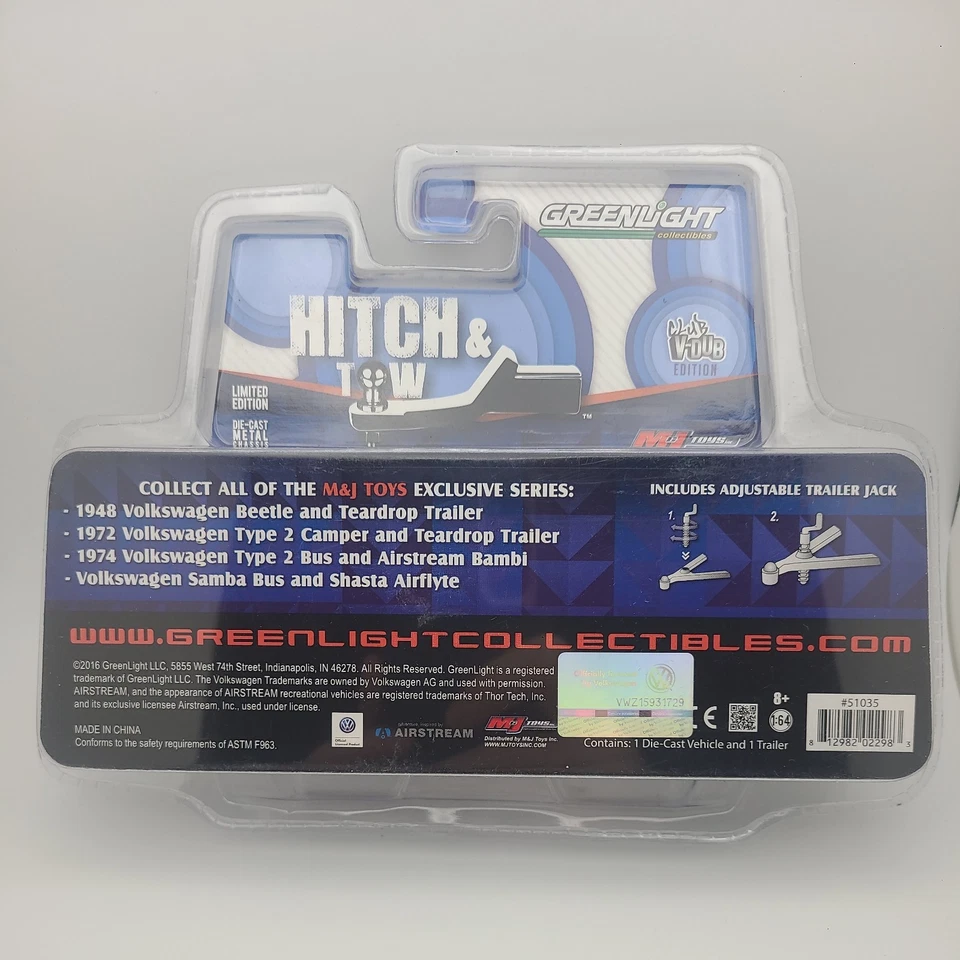 GREENLIGHT
collectibles
HITCH &
TOW
TM
CLUB
V-DUB
EDITION
LIMITED
EDITION
DIE-CAST
METAL
CHASSIS
M&J TOYS INC.
COLLECT ALL OF THE M&J TOYS EXCLUSIVE SERIES:
- 1948 Volkswagen Beetle and Teardrop Trailer
- 1972 Volkswagen Type 2 Camper and Teardrop Trailer
- 1974 Volkswagen Type 2 Bus and Airstream Bambi
- Volkswagen Samba Bus and Shasta Airflyte
INCLUDES ADJUSTABLE TRAILER JACK
1. 2.
WWW.GREENLIGHTCOLLECTIBLES.COM
©2016 GreenLight LLC, 5855 West 74th Street, Indianapolis, IN 46278. All Rights Reserved. GreenLight is a registered
trademark of GreenLight LLC. The Volkswagen Trademarks are owned by Volkswagen AG and used with permission.
AIRSTREAM, and the appearance of AIRSTREAM recreational vehicles are registered trademarks of Thor Tech, Inc.
and its exclusive licensee Airstream, Inc., used under license.
MADE IN CHINA
Conforms to the safety requirements of ASTM F963.
AIRSTREAM
M&J TOYS INC.
Distributed by M&J Toys Inc.
WWW.MJTOYSINC.COM
VWZ15931729
CE
8+
1:64
Contains: 1 Die-Cast Vehicle and 1 Trailer
#51035
8 12982 02298 3